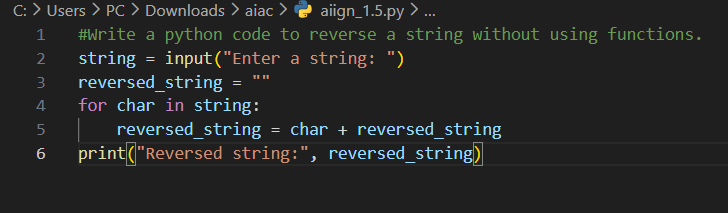 C: > Users > PC > Downloads > aiac > aiign_1.5.py > ...
1 #Write a python code to reverse a string without using functions.
2 string = input("Enter a string: ")
3 reversed_string = ""
4 for char in string:
5     reversed_string = char + reversed_string
6 print("Reversed string:", reversed_string)